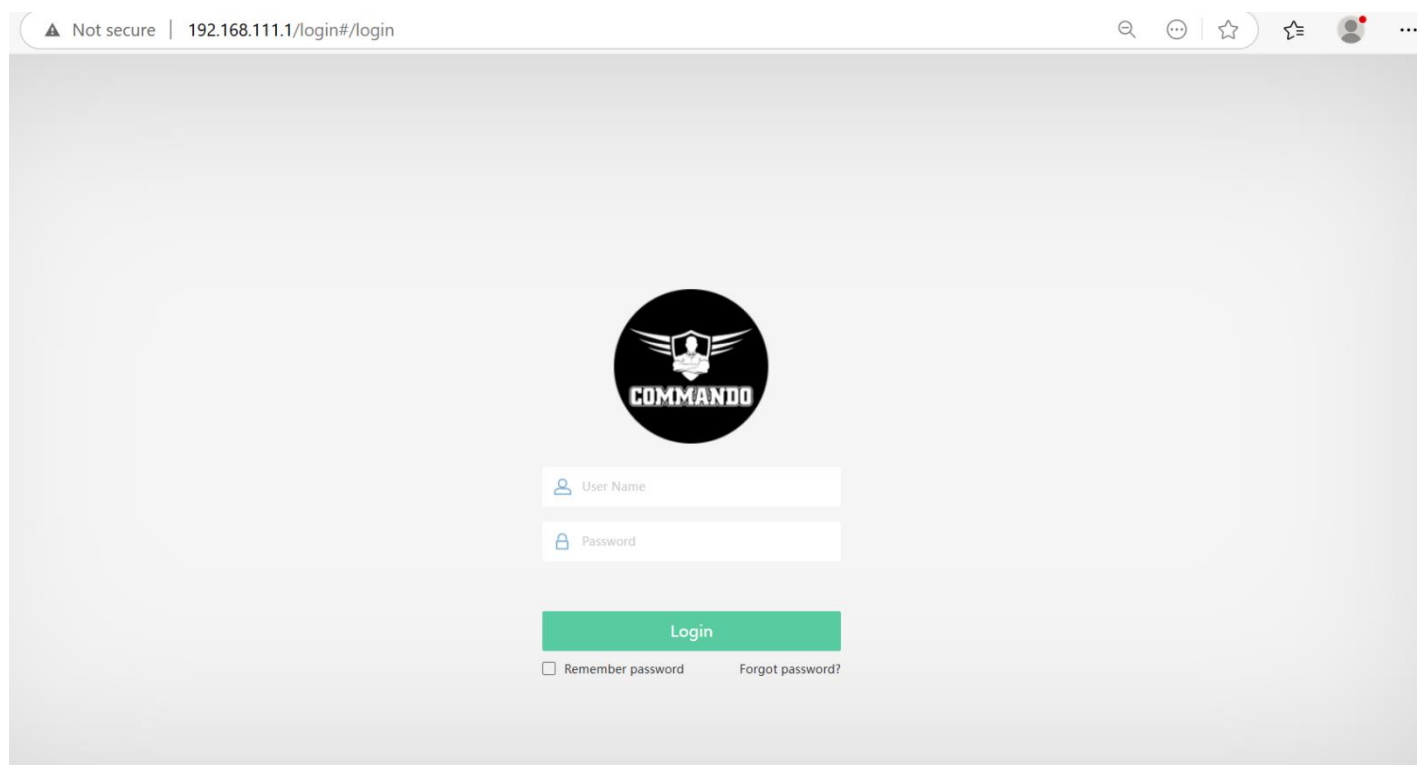 Not secure | 192.168.111.1/login#/login
COMMANDO
User Name
Password
Login
Remember password Forgot password?